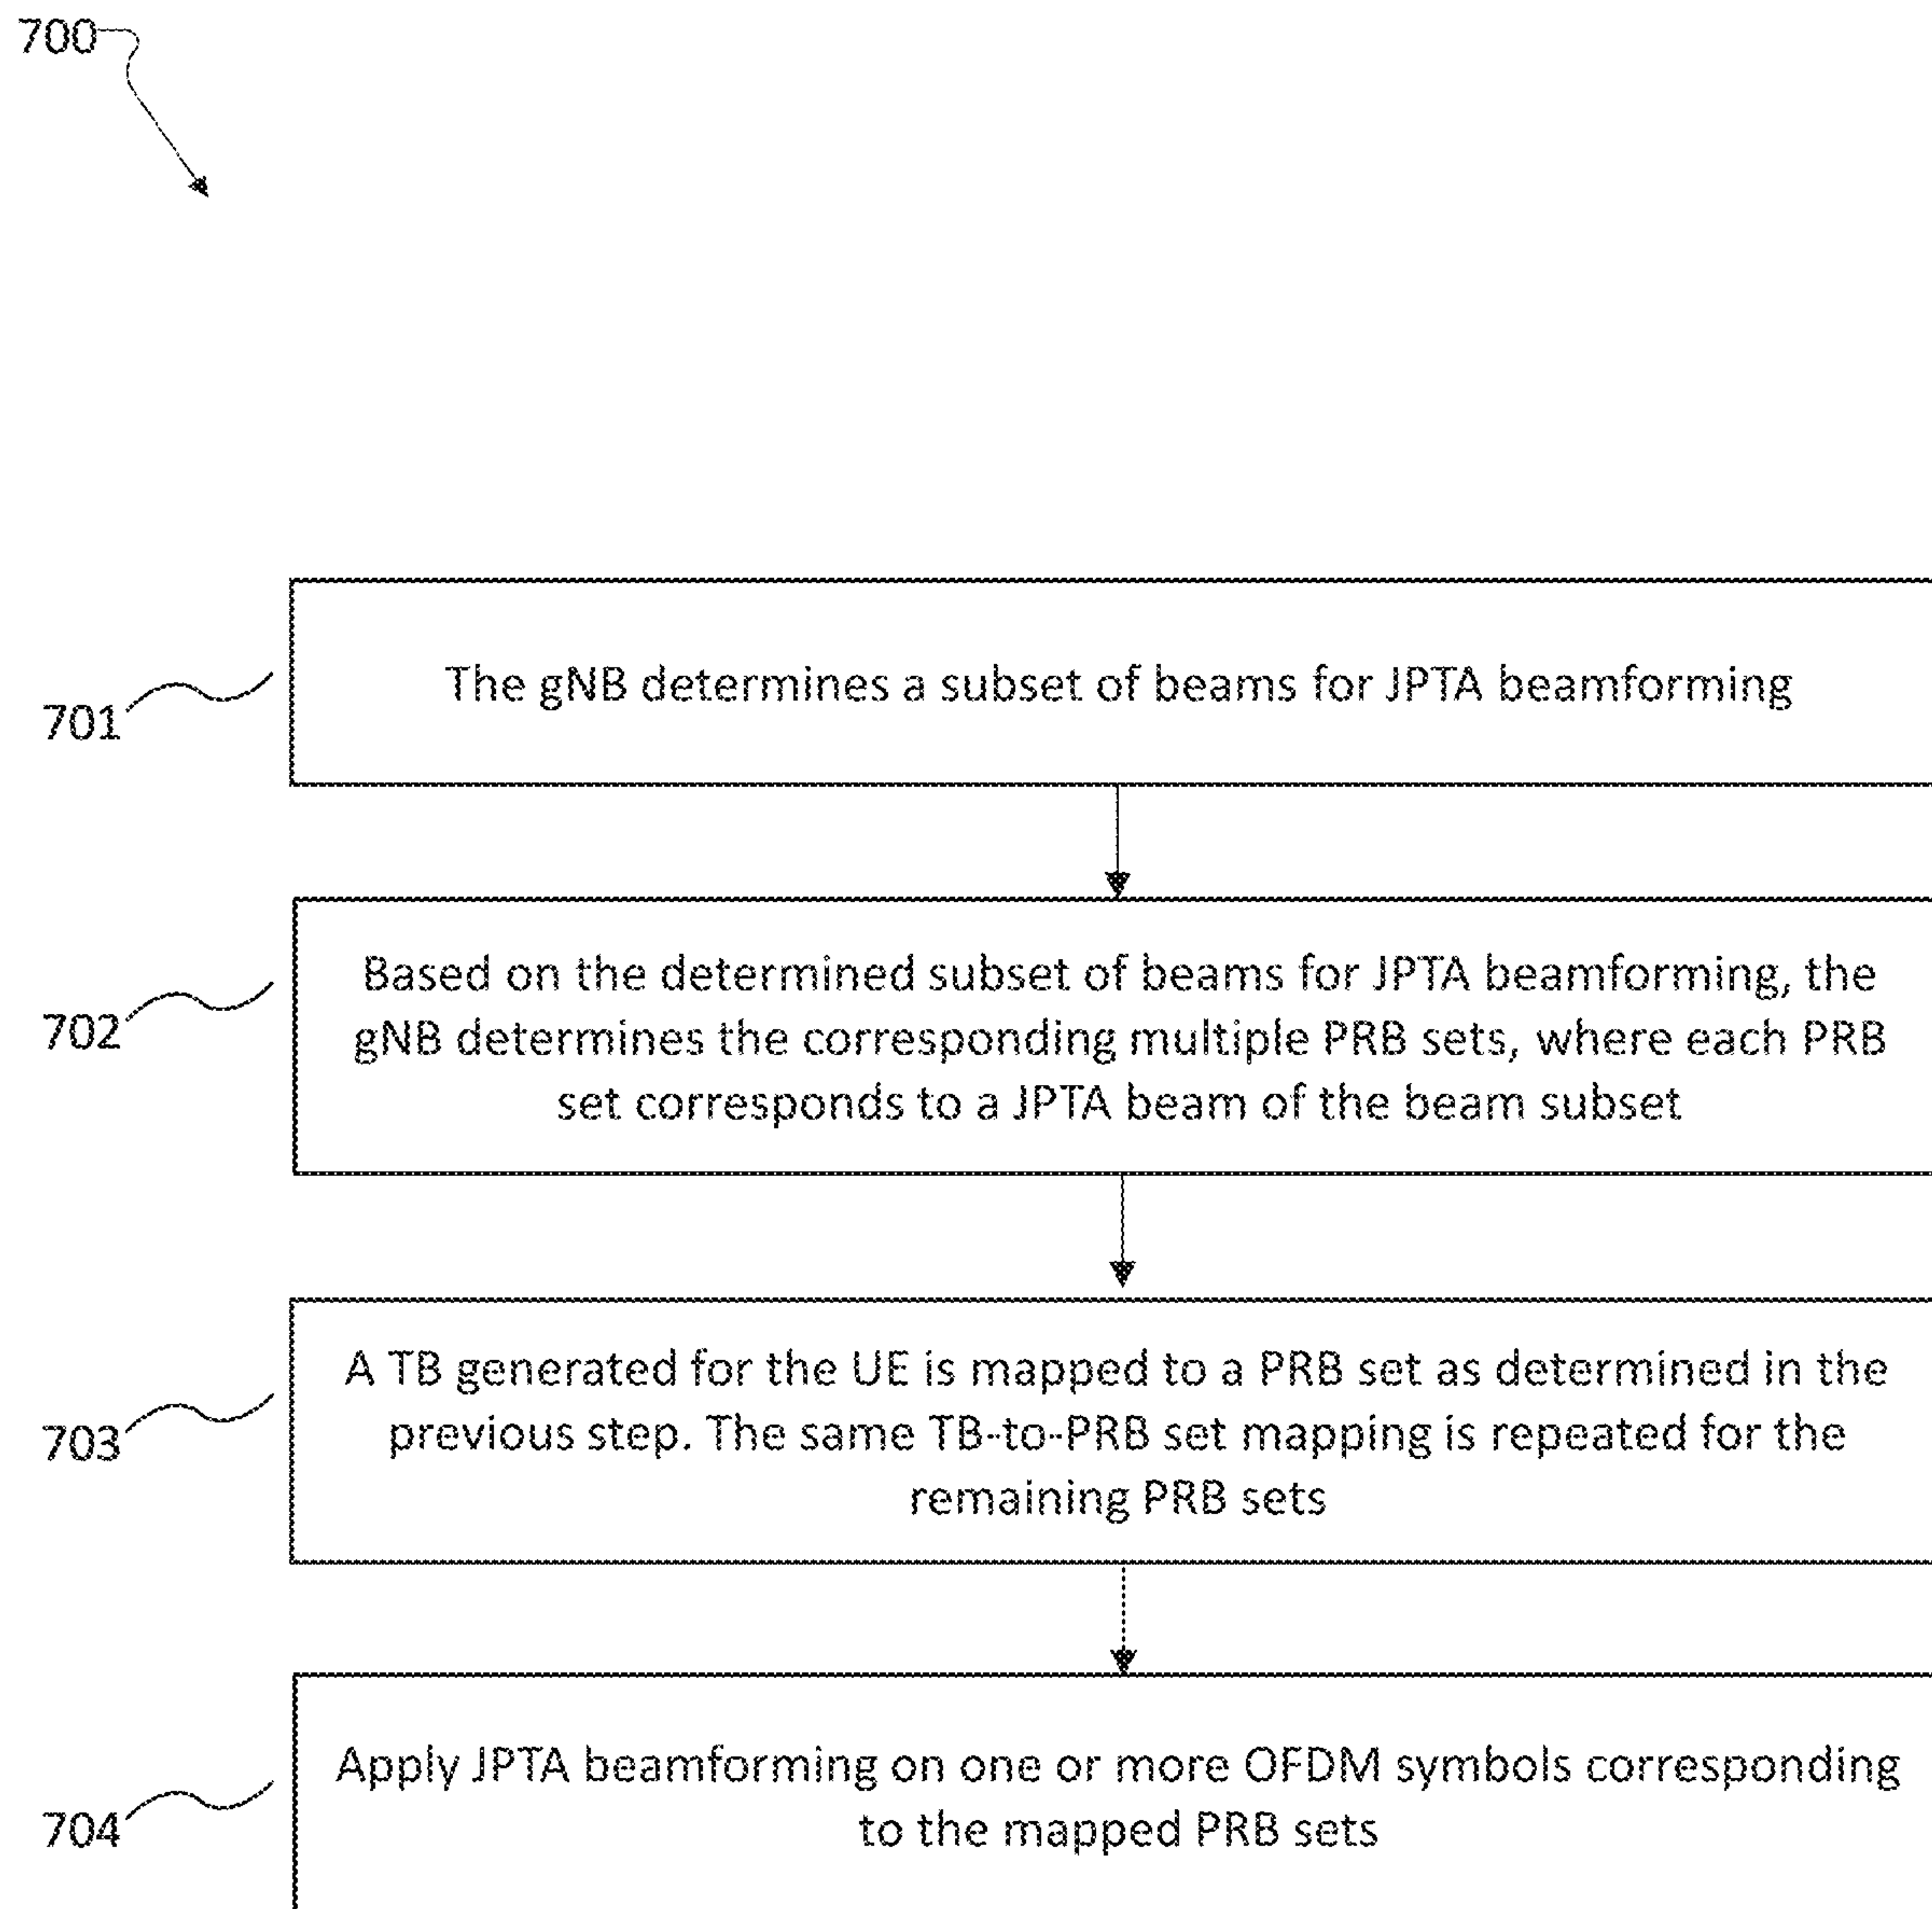 700
701
The gNB determines a subset of beams for JPTA beamforming
702
Based on the determined subset of beams for JPTA beamforming, the
gNB determines the corresponding multiple PRB sets, where each PRB
set corresponds to a JPTA beam of the beam subset
703
A TB generated for the UE is mapped to a PRB set as determined in the
previous step. The same TB-to-PRB set mapping is repeated for the
remaining PRB sets
704
Apply JPTA beamforming on one or more OFDM symbols corresponding
to the mapped PRB sets